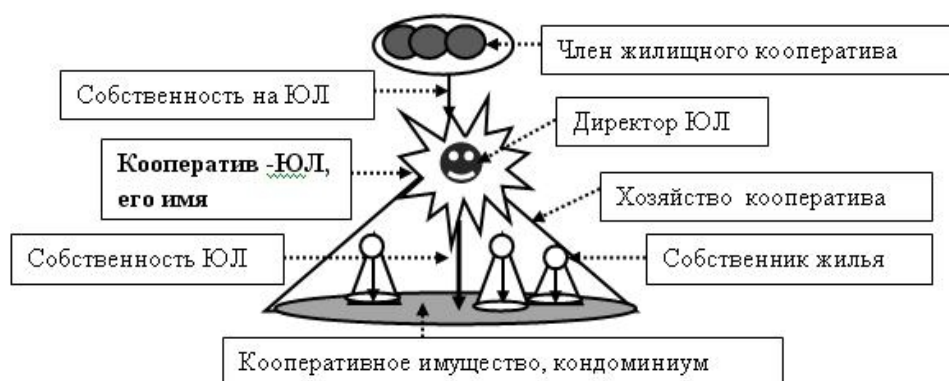 Член жилищного кооператива
Собственность на ЮЛ
Директор ЮЛ
Кооператив -ЮЛ,
его имя
Хозяйство кооператива
Собственность ЮЛ
Собственник жилья
Кооперативное имущество, кондоминиум